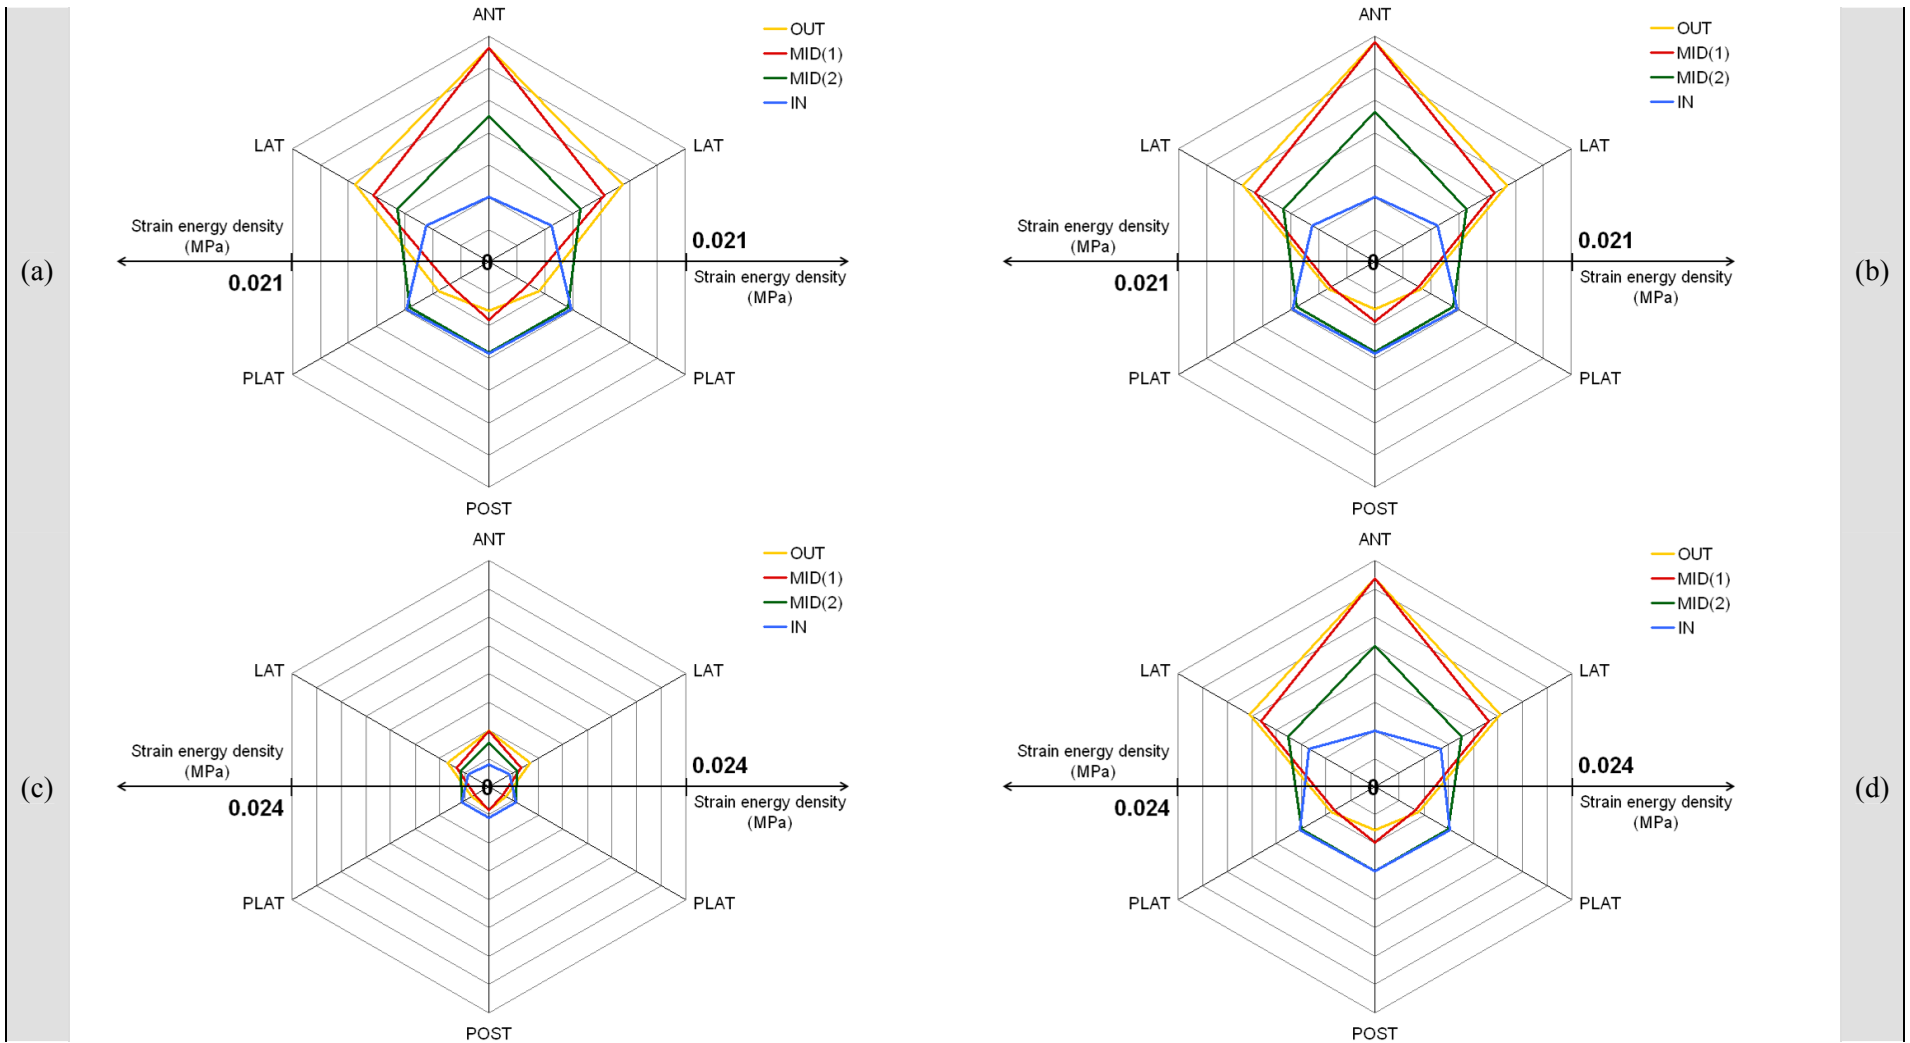 (a)
ANT
OUT
MID(1)
MID(2)
IN
LAT
LAT
Strain energy density
(MPa)
0.021
0
0.021
Strain energy density
(MPa)
PLAT
PLAT
POST
ANT
OUT
MID(1)
MID(2)
IN
LAT
LAT
Strain energy density
(MPa)
0.021
0
0.021
Strain energy density
(MPa)
PLAT
PLAT
POST
(b)
(c)
ANT
OUT
MID(1)
MID(2)
IN
LAT
LAT
Strain energy density
(MPa)
0.024
0
0.024
Strain energy density
(MPa)
PLAT
PLAT
POST
ANT
OUT
MID(1)
MID(2)
IN
LAT
LAT
Strain energy density
(MPa)
0.024
0
0.024
Strain energy density
(MPa)
PLAT
PLAT
POST
(d)